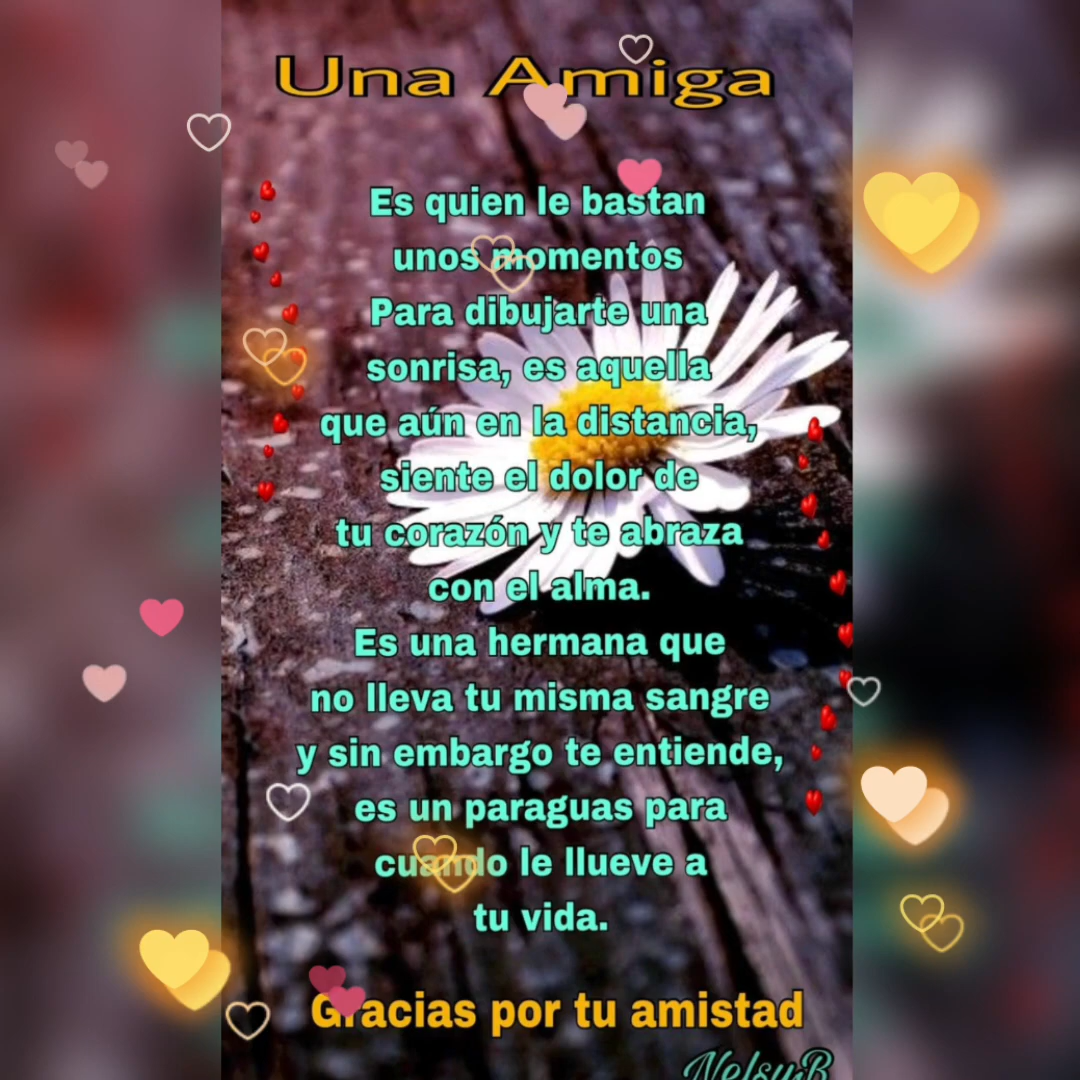 Una Amiga
Es quien le bastan
unos momentos
Para dibujarte una
sonrisa, es aquella
que aún en la distancia,
siente el dolor de
tu corazón y te abraza
con el alma.
Es una hermana que
no lleva tu misma sangre
y sin embargo te entiende,
es un paraguas para
cuando le llueve a
tu vida.
Gracias por tu amistad